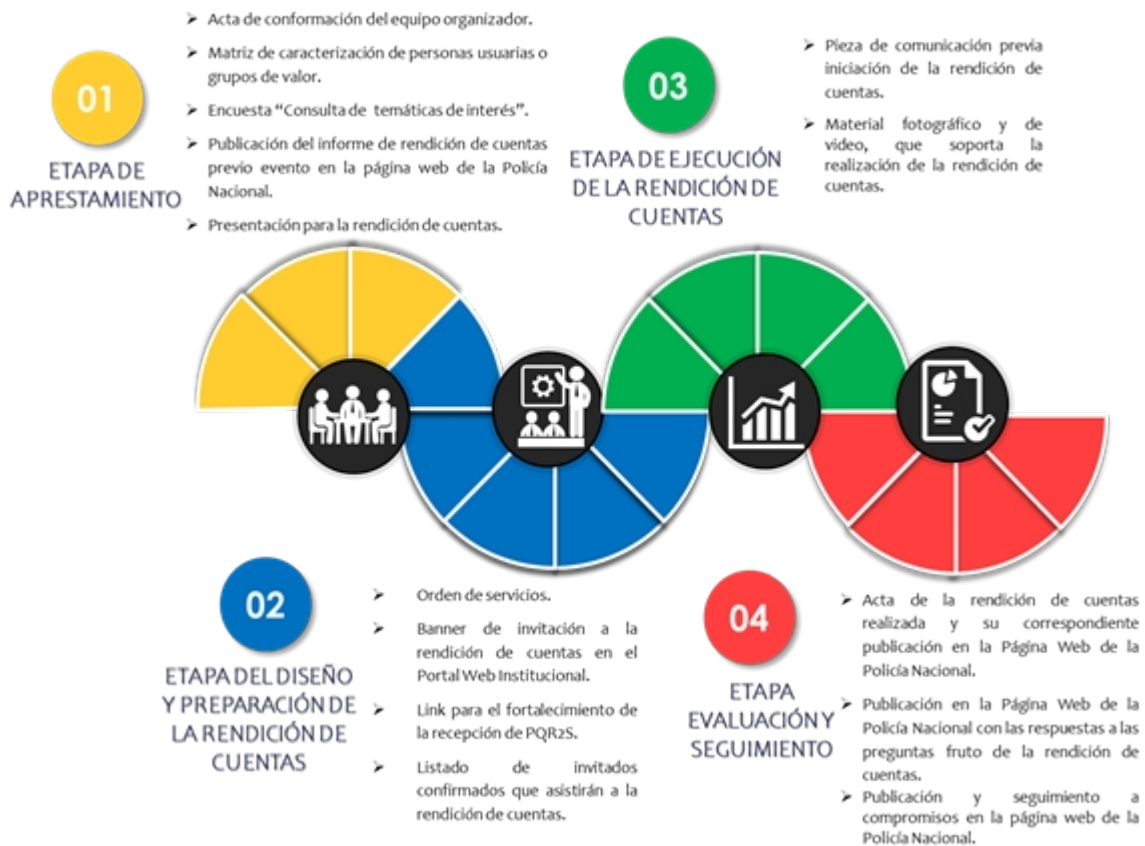 01
ETAPA DE
APRESTAMIENTO
➢ Acta de conformación del equipo organizador.
➢ Matriz de caracterización de personas usuarias o
grupos de valor.
➢ Encuesta “Consulta de temáticas de interés”.
➢ Publicación del informe de rendición de cuentas
previo evento en la página web de la Policía
Nacional.
➢ Presentación para la rendición de cuentas.
03
ETAPA DE EJECUCIÓN
DE LA RENDICIÓN DE
CUENTAS
➢ Pieza de comunicación previa
iniciación de la rendición de
cuentas.
➢ Material fotográfico y de
video, que soporta la
realización de la rendición de
cuentas.
02
ETAPA DEL DISEÑO
Y PREPARACIÓN DE
LA RENDICIÓN DE
CUENTAS
➢ Orden de servicios.
➢ Banner de invitación a la
rendición de cuentas en el
Portal Web Institucional.
➢ Link para el fortalecimiento de
la recepción de PQR2S.
➢ Listado de invitados
confirmados que asistirán a la
rendición de cuentas.
04
ETAPA
EVALUACIÓN Y
SEGUIMIENTO
➢ Acta de la rendición de cuentas
realizada y su correspondiente
publicación en la Página Web de la
Policía Nacional.
➢ Publicación en la Página Web de la
Policía Nacional con las respuestas a las
preguntas fruto de la rendición de
cuentas.
➢ Publicación y seguimiento a
compromisos en la página web de la
Policía Nacional.